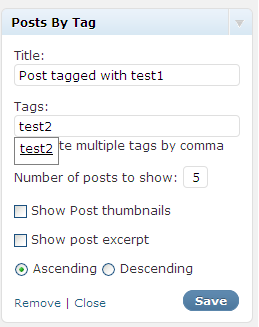 Posts By Tag
Title:
Post tagged with test1
Tags:
test2
test2 te multiple tags by comma
Number of posts to show: 5
Show Post thumbnails
Show post excerpt
Ascending Descending
Remove | Close Save